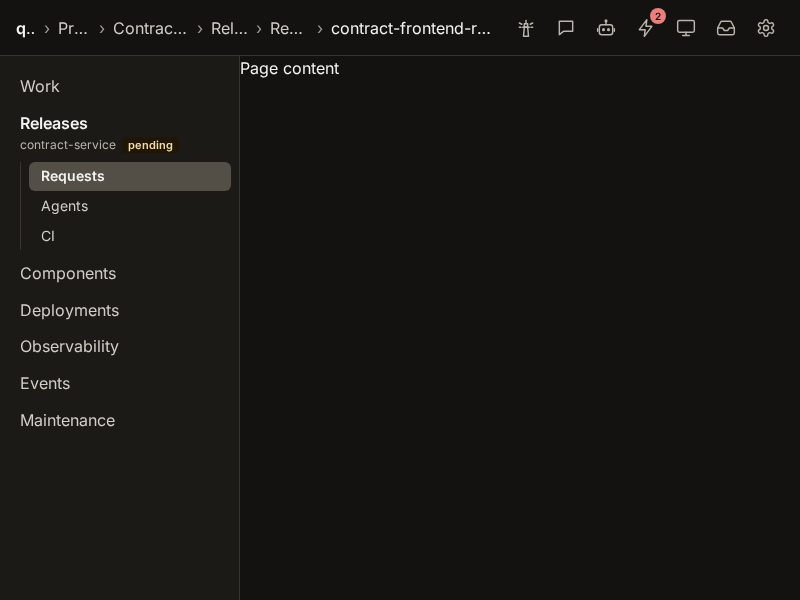 q.. › Pr... › Contrac... › Rel... › Re... › contract-frontend-r... 2
Work
Page content
Releases
contract-service pending
Requests
Agents
CI
Components
Deployments
Observability
Events
Maintenance